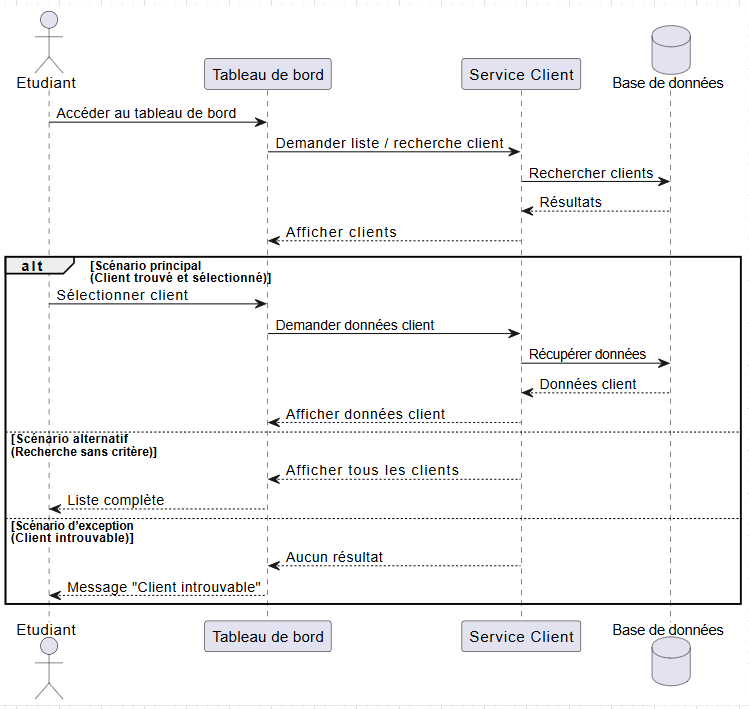 Etudiant
Tableau de bord
Service Client
Base de données
Accéder au tableau de bord
Demander liste / recherche client
Rechercher clients
Résultats
Afficher clients
alt
[Scénario principal
(Client trouvé et sélectionné)]
Sélectionner client
Demander données client
Récupérer données
Données client
Afficher données client
[Scénario alternatif
(Recherche sans critère)]
Afficher tous les clients
Liste complète
[Scénario d'exception
(Client introuvable)]
Aucun résultat
Message "Client introuvable"
Etudiant
Tableau de bord
Service Client
Base de données